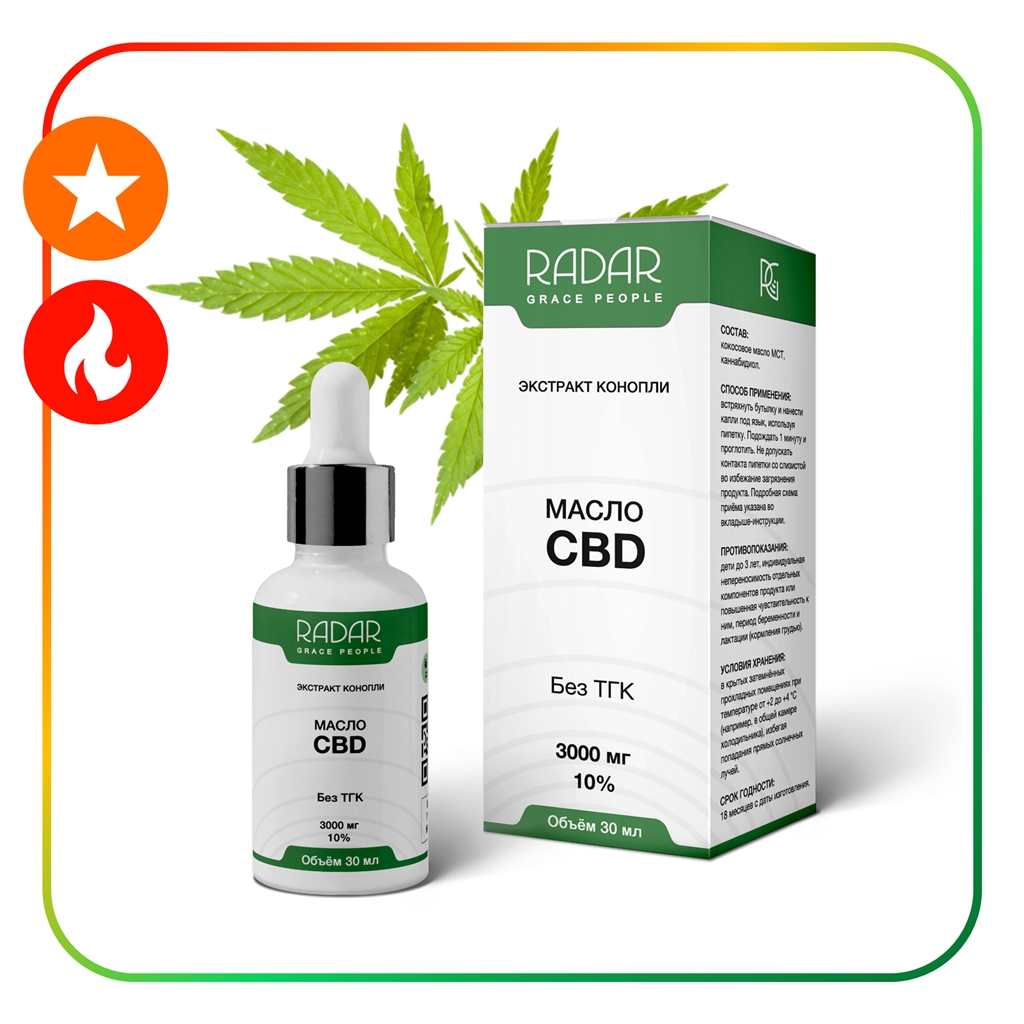 RADAR
GRACE PEOPLE
ЭКСТРАКТ КОНОПЛИ
МАСЛО
CBD
Без ТГК
3000 мг
10%
Объём 30 мл
СОСТАВ:
кокосовое масло МСТ,
каннабидиол.
СПОСОБ ПРИМЕНЕНИЯ:
встряхнуть бутылку и нанести
капли под язык, используя
пипетку. Подождать 1 минуту и
проглотить. Не допускать
контакта пипетки со слизистой
во избежание загрязнения
продукта. Подробная схема
приёма указана во
вкладыше-инструкции.
ПРОТИВОПОКАЗАНИЯ:
дети до 3 лет, индивидуальная
непереносимость отдельных
компонентов продукта или
повышенная чувствительность к
ним, период беременности и
лактации (кормления грудью).
УСЛОВИЯ ХРАНЕНИЯ:
в крытых затемнённых
прохладных помещениях при
температуре от +2 до +4 °С
(например, в общей камере
холодильника), избегая
попадания прямых солнечных
лучей.
СРОК ГОДНОСТИ:
18 месяцев с даты изготовления.
RADAR
GRACE PEOPLE
ЭКСТРАКТ КОНОПЛИ
МАСЛО
CBD
Без ТГК
3000 мг
10%
Объём 30 мл